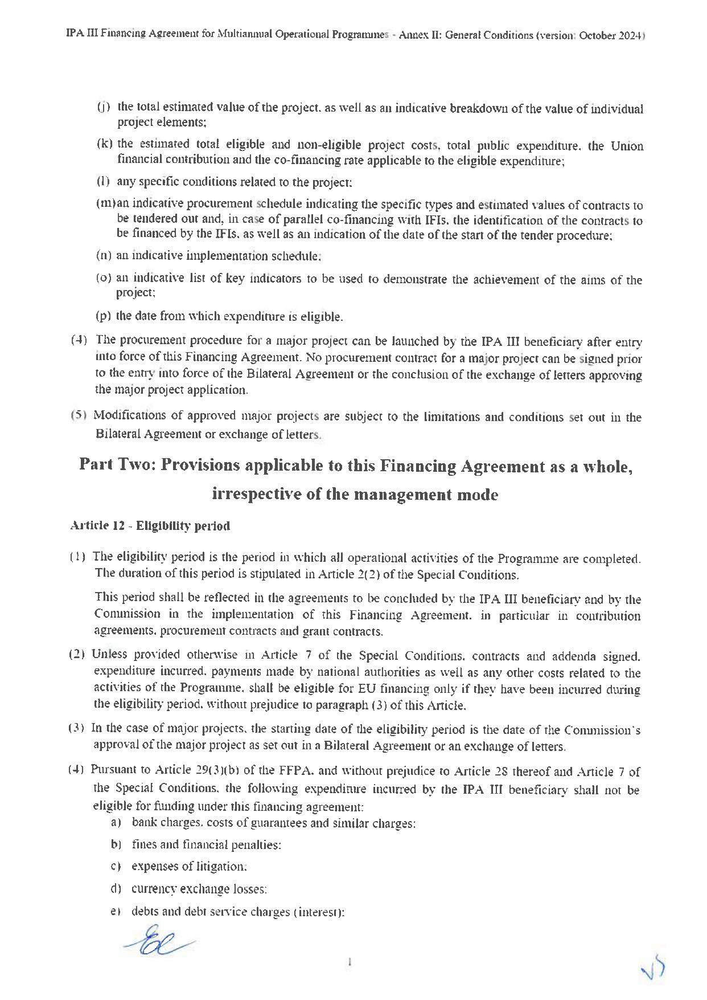 IPA III Financing Agreement for Multiannual Operational Programmes - Annex II: General Conditions (version: October 2024)
(j) the total estimated value of the project, as well as an indicative breakdown of the value of individual
project elements;
(k) the estimated total eligible and non-eligible project costs, total public expenditure, the Union
financial contribution and the co-financing rate applicable to the eligible expenditure;
(l) any specific conditions related to the project;
(m)an indicative procurement schedule indicating the specific types and estimated values of contracts to
be tendered out and, in case of parallel co-financing with IFIs, the identification of the contracts to
be financed by the IFIs, as well as an indication of the date of the start of the tender procedure;
(n) an indicative implementation schedule;
(o) an indicative list of key indicators to be used to demonstrate the achievement of the aims of the
project;
(p) the date from which expenditure is eligible.
(4) The procurement procedure for a major project can be launched by the IPA III beneficiary after entry
into force of this Financing Agreement. No procurement contract for a major project can be signed prior
to the entry into force of the Bilateral Agreement or the conclusion of the exchange of letters approving
the major project application.
(5) Modifications of approved major projects are subject to the limitations and conditions set out in the
Bilateral Agreement or exchange of letters.
Part Two: Provisions applicable to this Financing Agreement as a whole,
irrespective of the management mode
Article 12 - Eligibility period
(1) The eligibility period is the period in which all operational activities of the Programme are completed.
The duration of this period is stipulated in Article 2(2) of the Special Conditions.
This period shall be reflected in the agreements to be concluded by the IPA III beneficiary and by the
Commission in the implementation of this Financing Agreement, in particular in contribution
agreements, procurement contracts and grant contracts.
(2) Unless provided otherwise in Article 7 of the Special Conditions, contracts and addenda signed,
expenditure incurred, payments made by national authorities as well as any other costs related to the
activities of the Programme, shall be eligible for EU financing only if they have been incurred during
the eligibility period, without prejudice to paragraph (3) of this Article.
(3) In the case of major projects, the starting date of the eligibility period is the date of the Commission's
approval of the major project as set out in a Bilateral Agreement or an exchange of letters.
(4) Pursuant to Article 29(3)(b) of the FFPA, and without prejudice to Article 28 thereof and Article 7 of
the Special Conditions, the following expenditure incurred by the IPA III beneficiary shall not be
eligible for funding under this financing agreement:
a) bank charges, costs of guarantees and similar charges;
b) fines and financial penalties;
c) expenses of litigation;
d) currency exchange losses;
e) debts and debt service charges (interest);